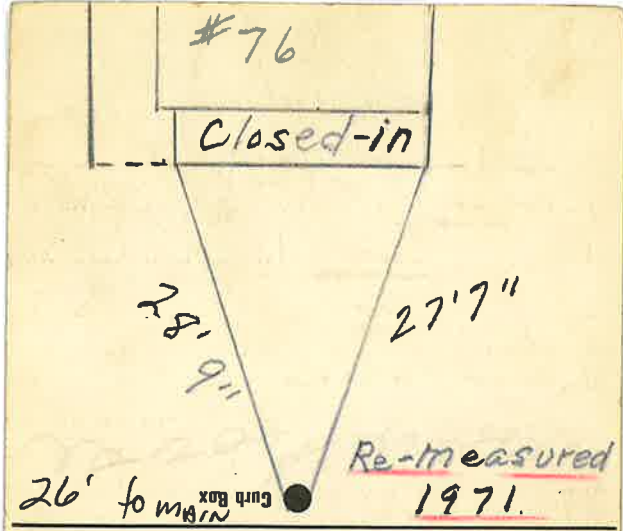 #76
Closed-in
28' 9"
27'7"
Re-measured
1971.
26' to MAIN
Curb Box